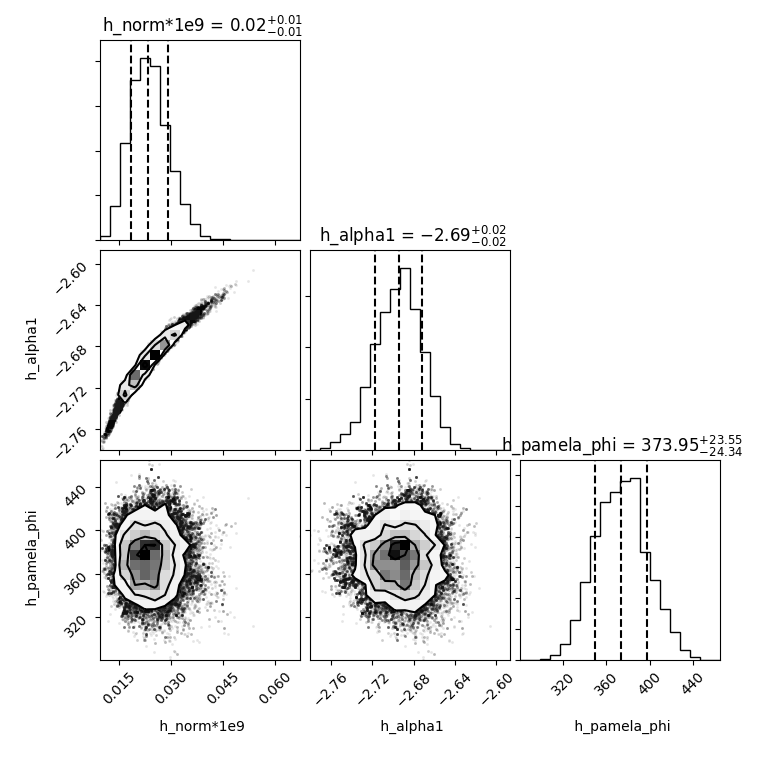 h_norm*1e9 = 0.02+0.01 −0.01
h_alpha1 = −2.69+0.02 −0.02
h_alpha1
−2.60
−2.64
−2.68
−2.72
−2.76
h_pamela_phi = 373.95+23.55 −24.34
h_pamela_phi
440
400
360
320
0.015 0.030 0.045 0.060
−2.76 −2.72 −2.68 −2.64 −2.60
320 360 400 440
h_norm*1e9 h_alpha1 h_pamela_phi